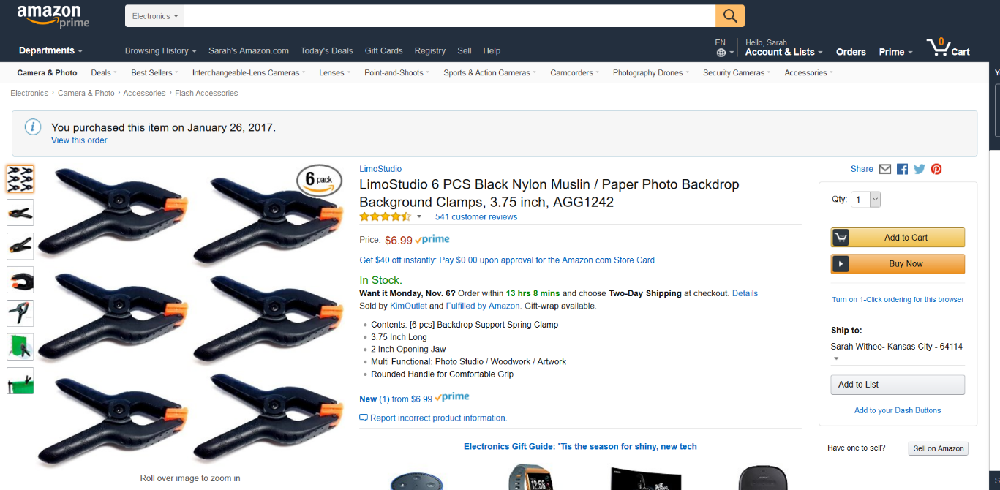 amazon
prime
Electronics
Departments
Browsing History
Sarah's Amazon.com
Today's Deals
Gift Cards
Registry
Sell
Help
EN
Hello, Sarah
Account & Lists
Orders
Prime
0
Cart
Camera & Photo
Deals
Best Sellers
Interchangeable-Lens Cameras
Lenses
Point-and-Shoots
Sports & Action Cameras
Camcorders
Photography Drones
Security Cameras
Accessories
Electronics › Camera & Photo › Accessories › Flash Accessories
i
You purchased this item on January 26, 2017.
View this order
6 pack
LimoStudio
LimoStudio 6 PCS Black Nylon Muslin / Paper Photo Backdrop
Background Clamps, 3.75 inch, AGG1242
541 customer reviews
Price: $6.99 prime
Get $40 off instantly: Pay $0.00 upon approval for the Amazon.com Store Card.
In Stock.
Want it Monday, Nov. 6? Order within 13 hrs 8 mins and choose Two-Day Shipping at checkout. Details
Sold by KimOutlet and Fulfilled by Amazon. Gift-wrap available.
Contents: [6 pcs] Backdrop Support Spring Clamp
3.75 Inch Long
2 Inch Opening Jaw
Multi Functional: Photo Studio / Woodwork / Artwork
Rounded Handle for Comfortable Grip
New (1) from $6.99 prime
Report incorrect product information.
Electronics Gift Guide: 'Tis the season for shiny, new tech
12:58
Roll over image to zoom in
Share
Qty: 1
Add to Cart
Buy Now
Turn on 1-Click ordering for this browser
Ship to:
Sarah Withee- Kansas City - 64114
Add to List
Add to your Dash Buttons
Have one to sell?
Sell on Amazon